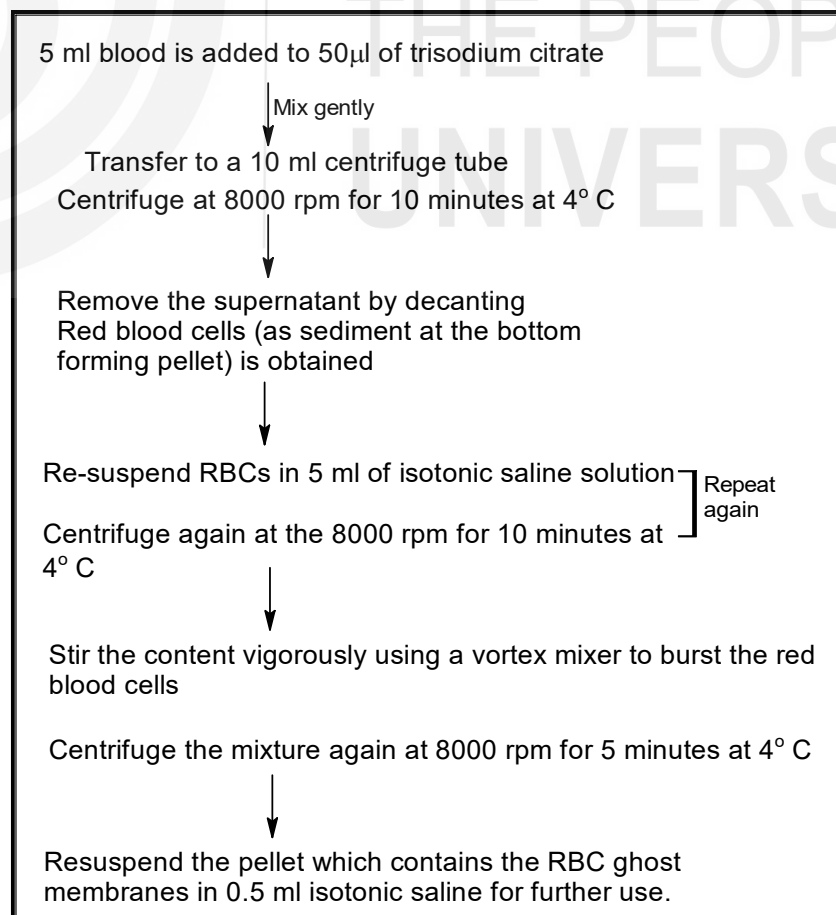 THE PEOP
UNIVERS
5 ml blood is added to 50μl of trisodium citrate
Mix gently
Transfer to a 10 ml centrifuge tube
Centrifuge at 8000 rpm for 10 minutes at 4° C
Remove the supernatant by decanting
Red blood cells (as sediment at the bottom
forming pellet) is obtained
Re-suspend RBCs in 5 ml of isotonic saline solution
Repeat
again
Centrifuge again at the 8000 rpm for 10 minutes at
4° C
Stir the content vigorously using a vortex mixer to burst the red
blood cells
Centrifuge the mixture again at 8000 rpm for 5 minutes at 4° C
Resuspend the pellet which contains the RBC ghost
membranes in 0.5 ml isotonic saline for further use.